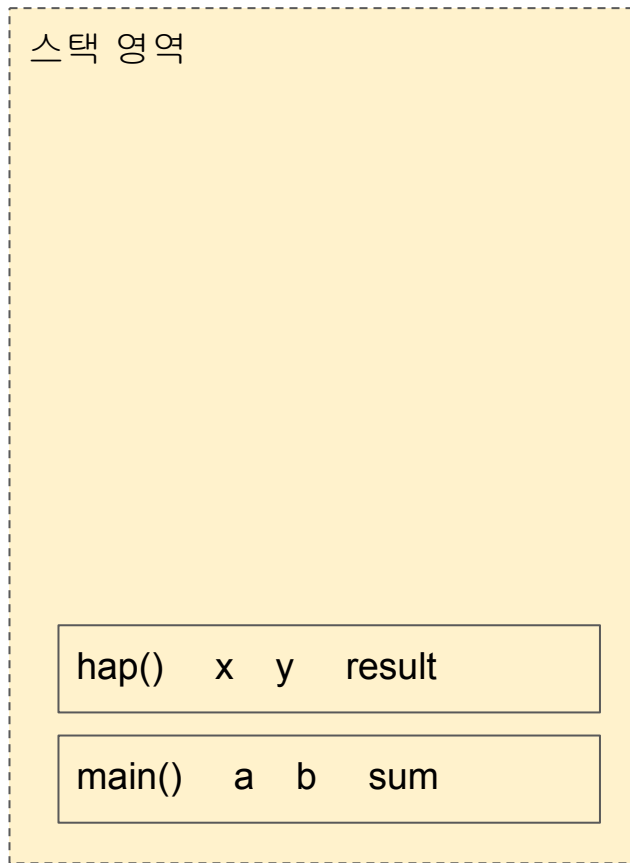 스택 영역
hap() x y result
main() a b sum